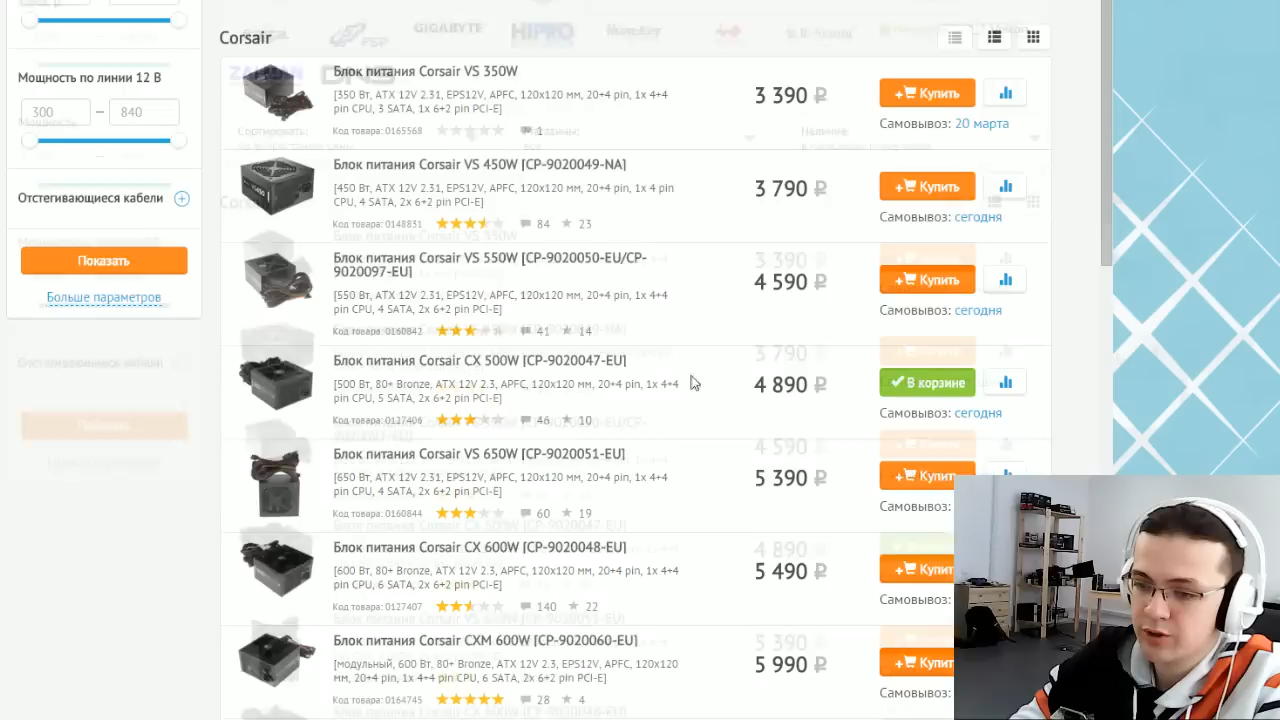 GIGABYTE
HIPRO
Corsair
Мощность по линии 12 В
300 – 840
Отстегивающиеся кабели
Показать
Больше параметров
Блок питания Corsair VS 350W
[350 Вт, ATX 12V 2.31, EPS12V, APFC, 120x120 мм, 20+4 pin, 1x 4+4
pin CPU, 3 SATA, 1x 6+2 pin PCI-E]
Код товара: 0165568
1
3 390 ₽
Купить
Самовывоз: 20 марта
Блок питания Corsair VS 450W [CP-9020049-NA]
[450 Вт, ATX 12V 2.31, EPS12V, APFC, 120x120 мм, 20+4 pin, 1x 4 pin
CPU, 4 SATA, 2x 6+2 pin PCI-E]
Код товара: 0148831
84 23
3 790 ₽
Купить
Самовывоз: сегодня
Блок питания Corsair VS 550W [CP-9020050-EU/CP-
9020097-EU]
[550 Вт, ATX 12V 2.31, EPS12V, APFC, 120x120 мм, 20+4 pin, 1x 4+4
pin CPU, 4 SATA, 2x 6+2 pin PCI-E]
Код товара: 0160842
41 14
4 590 ₽
Купить
Самовывоз: сегодня
Блок питания Corsair CX 500W [CP-9020047-EU]
[500 Вт, 80+ Bronze, ATX 12V 2.3, APFC, 120x120 мм, 20+4 pin, 1x 4+4
pin CPU, 5 SATA, 2x 6+2 pin PCI-E]
Код товара: 0127406
46 10
4 890 ₽
В корзине
Самовывоз: сегодня
Блок питания Corsair VS 650W [CP-9020051-EU]
[650 Вт, ATX 12V 2.31, EPS12V, APFC, 120x120 мм, 20+4 pin, 1x 4+4
pin CPU, 4 SATA, 2x 6+2 pin PCI-E]
Код товара: 0160844
60 19
5 390 ₽
Купить
Самовывоз:
Блок питания Corsair CX 600W [CP-9020048-EU]
[600 Вт, 80+ Bronze, ATX 12V 2.3, APFC, 120x120 мм, 20+4 pin, 1x 4+4
pin CPU, 6 SATA, 2x 6+2 pin PCI-E]
Код товара: 0127407
140 22
5 490 ₽
Купит
Самовывоз:
Блок питания Corsair CXM 600W [CP-9020060-EU]
[модульный, 600 Вт, 80+ Bronze, ATX 12V 2.3, EPS12V, APFC, 120x120
мм, 20+4 pin, 1x 4+4 pin CPU, 6 SATA, 2x 6+2 pin PCI-E]
Код товара: 0164745
28 4
5 990 ₽
Купит
Самовывоз: